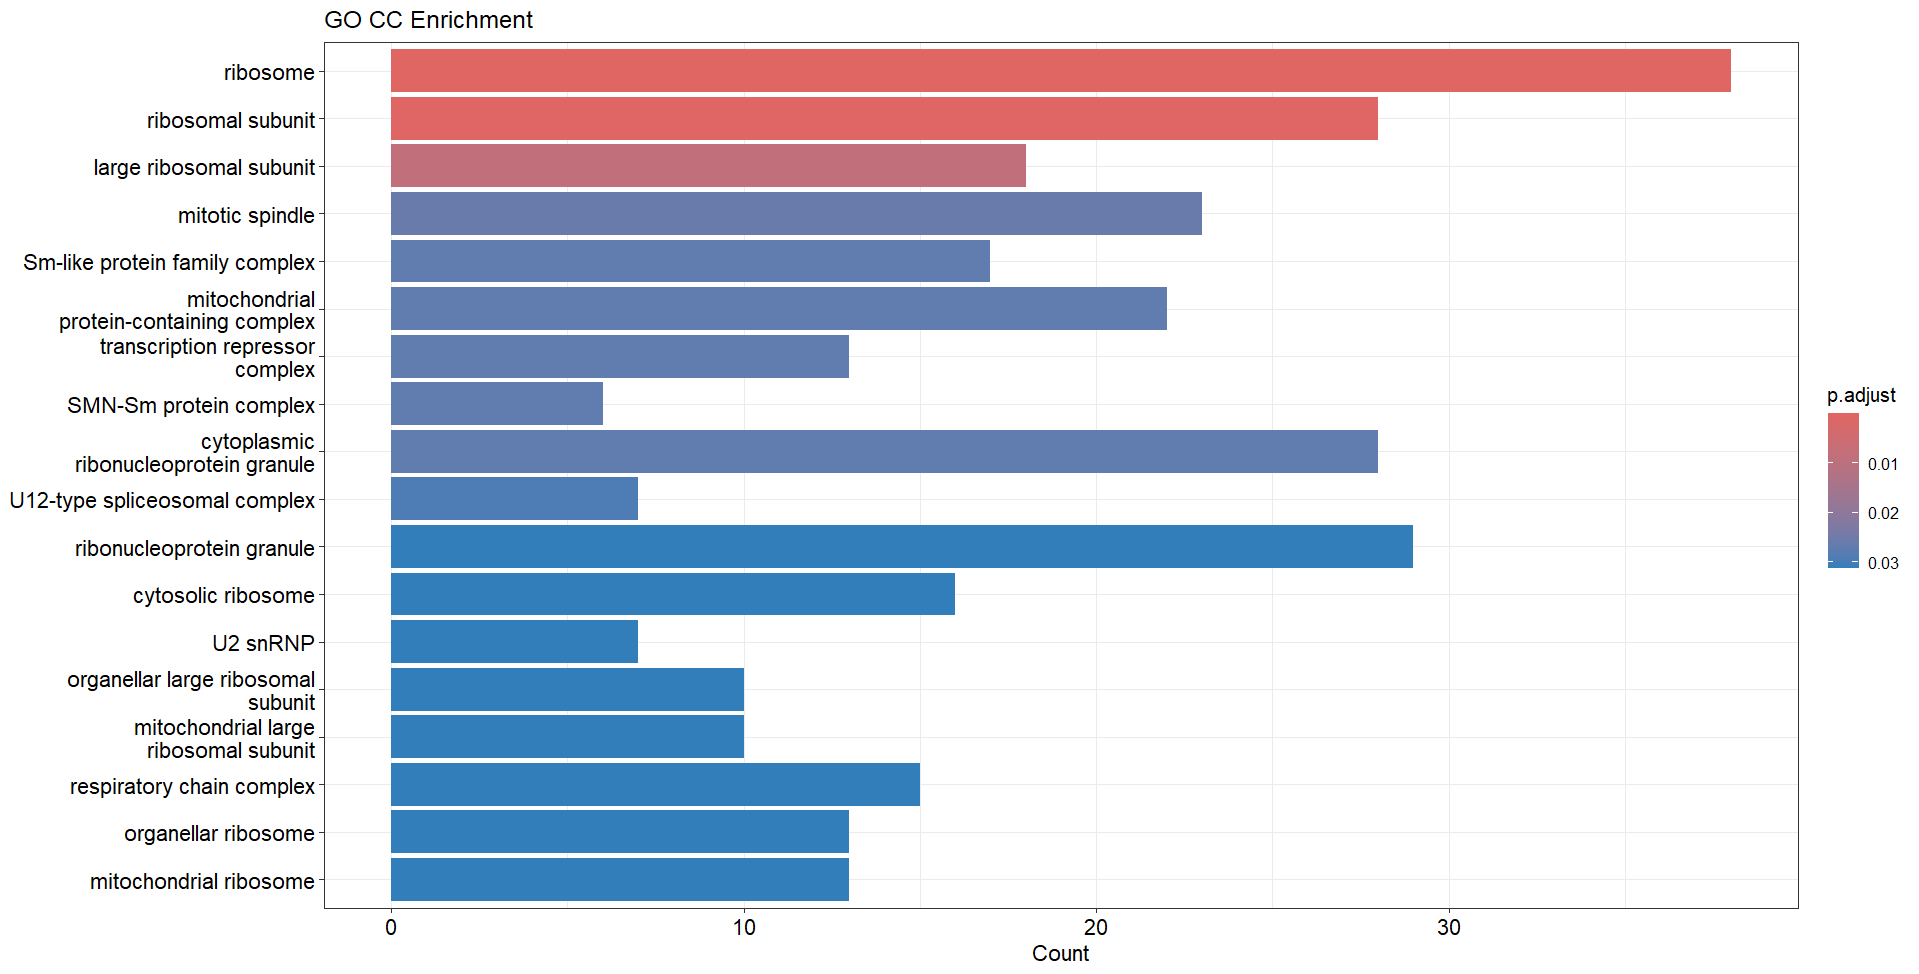 GO CC Enrichment
ribosome
ribosomal subunit
large ribosomal subunit
mitotic spindle
Sm-like protein family complex
mitochondrial
protein-containing complex
transcription repressor
complex
SMN-Sm protein complex
cytoplasmic
ribonucleoprotein granule
U12-type spliceosomal complex
ribonucleoprotein granule
cytosolic ribosome
U2 snRNP
organellar large ribosomal
subunit
mitochondrial large
ribosomal subunit
respiratory chain complex
organellar ribosome
mitochondrial ribosome
0 10 20 30
Count
p.adjust
0.01
0.02
0.03